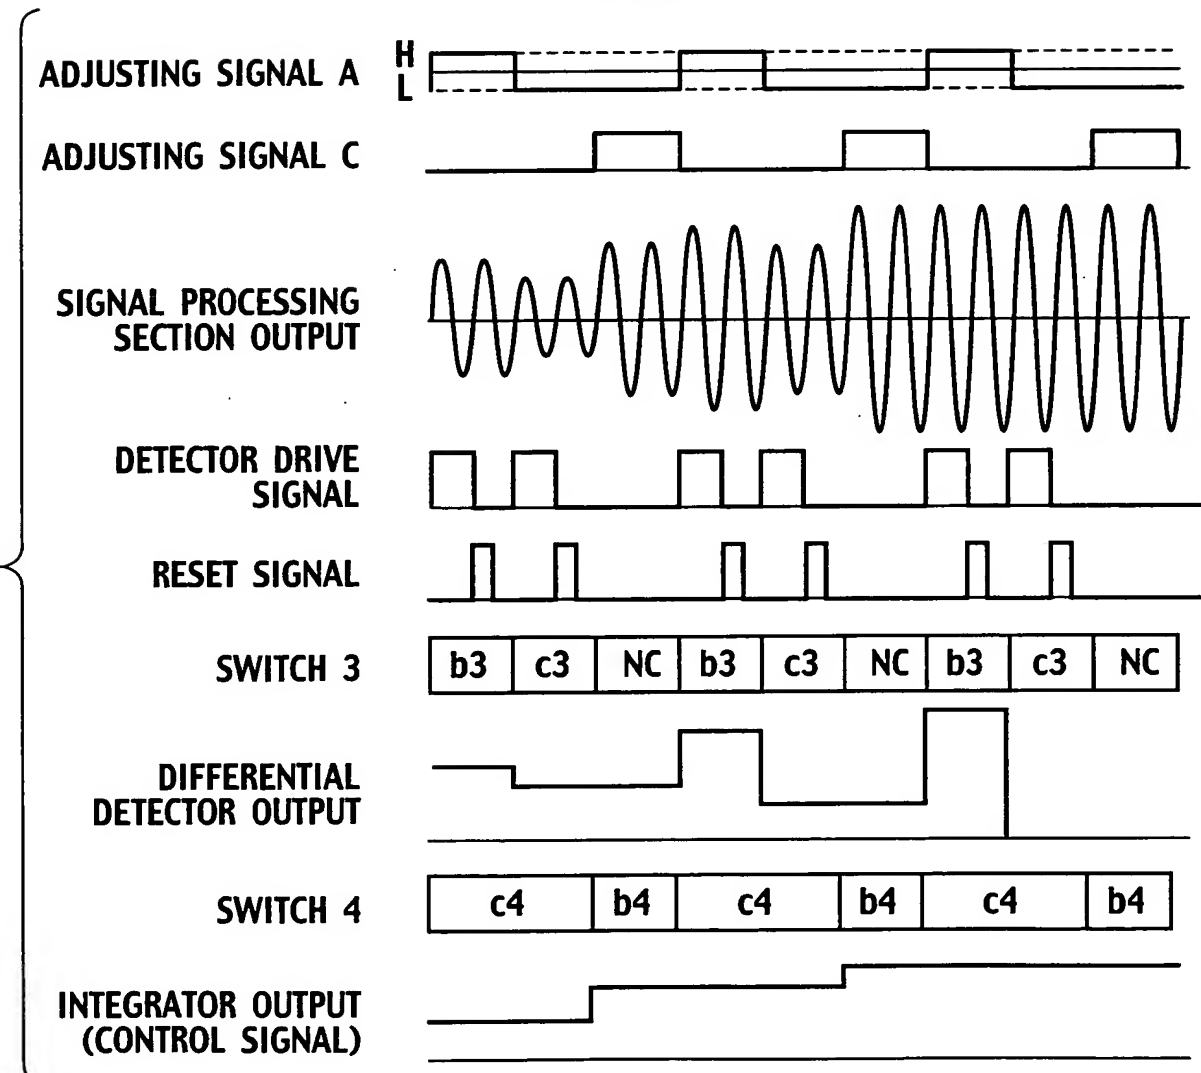 ADJUSTING SIGNAL A
H
L
ADJUSTING SIGNAL C
SIGNAL PROCESSING
SECTION OUTPUT
DETECTOR DRIVE
SIGNAL
RESET SIGNAL
SWITCH 3
b3 c3 NC b3 c3 NC b3 c3 NC
DIFFERENTIAL
DETECTOR OUTPUT
SWITCH 4
c4 b4 c4 b4 c4 b4
INTEGRATOR OUTPUT
(CONTROL SIGNAL)